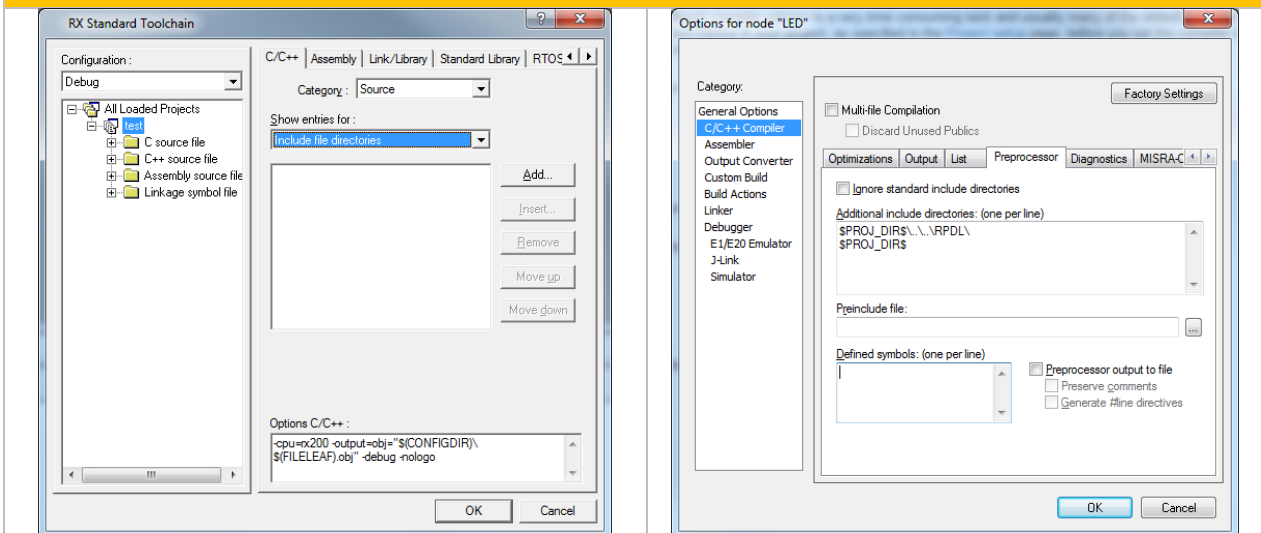 RX Standard Toolchain
Configuration :
Debug
All Loaded Projects
test
C source file
C++ source file
Assembly source file
Linkage symbol file
C/C++ Assembly Link/Library Standard Library RTOS
Category : Source
Show entries for :
Include file directories
Add...
Insert...
Remove
Move up
Move down
Options C/C++ :
-cpu=rx200 -output=obj="$(CONFIGDIR)\
$(FILELEAF).obj" -debug -nologo
OK Cancel
Options for node "LED"
Category:
General Options
C/C++ Compiler
Assembler
Output Converter
Custom Build
Build Actions
Linker
Debugger
E1/E20 Emulator
J-Link
Simulator
Factory Settings
Multi-file Compilation
Discard Unused Publics
Optimizations Output List Preprocessor Diagnostics MISRA-C
Ignore standard include directories
Additional include directories: (one per line)
$PROJ_DIR$\..\..\RPDL\
$PROJ_DIR$
Preinclude file:
...
Defined symbols: (one per line)
Preprocessor output to file
Preserve comments
Generate #line directives
OK Cancel